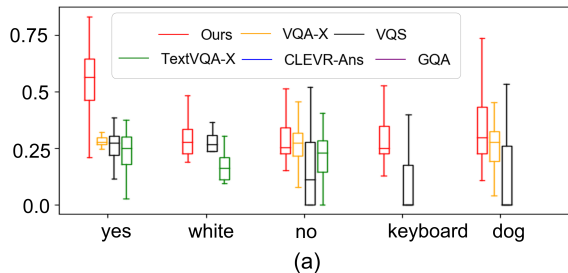 Ours VQA-X VQS
TextVQA-X CLEVR-Ans GQA
0.75
0.5
0.25
0.0
yes white no keyboard dog
(a)